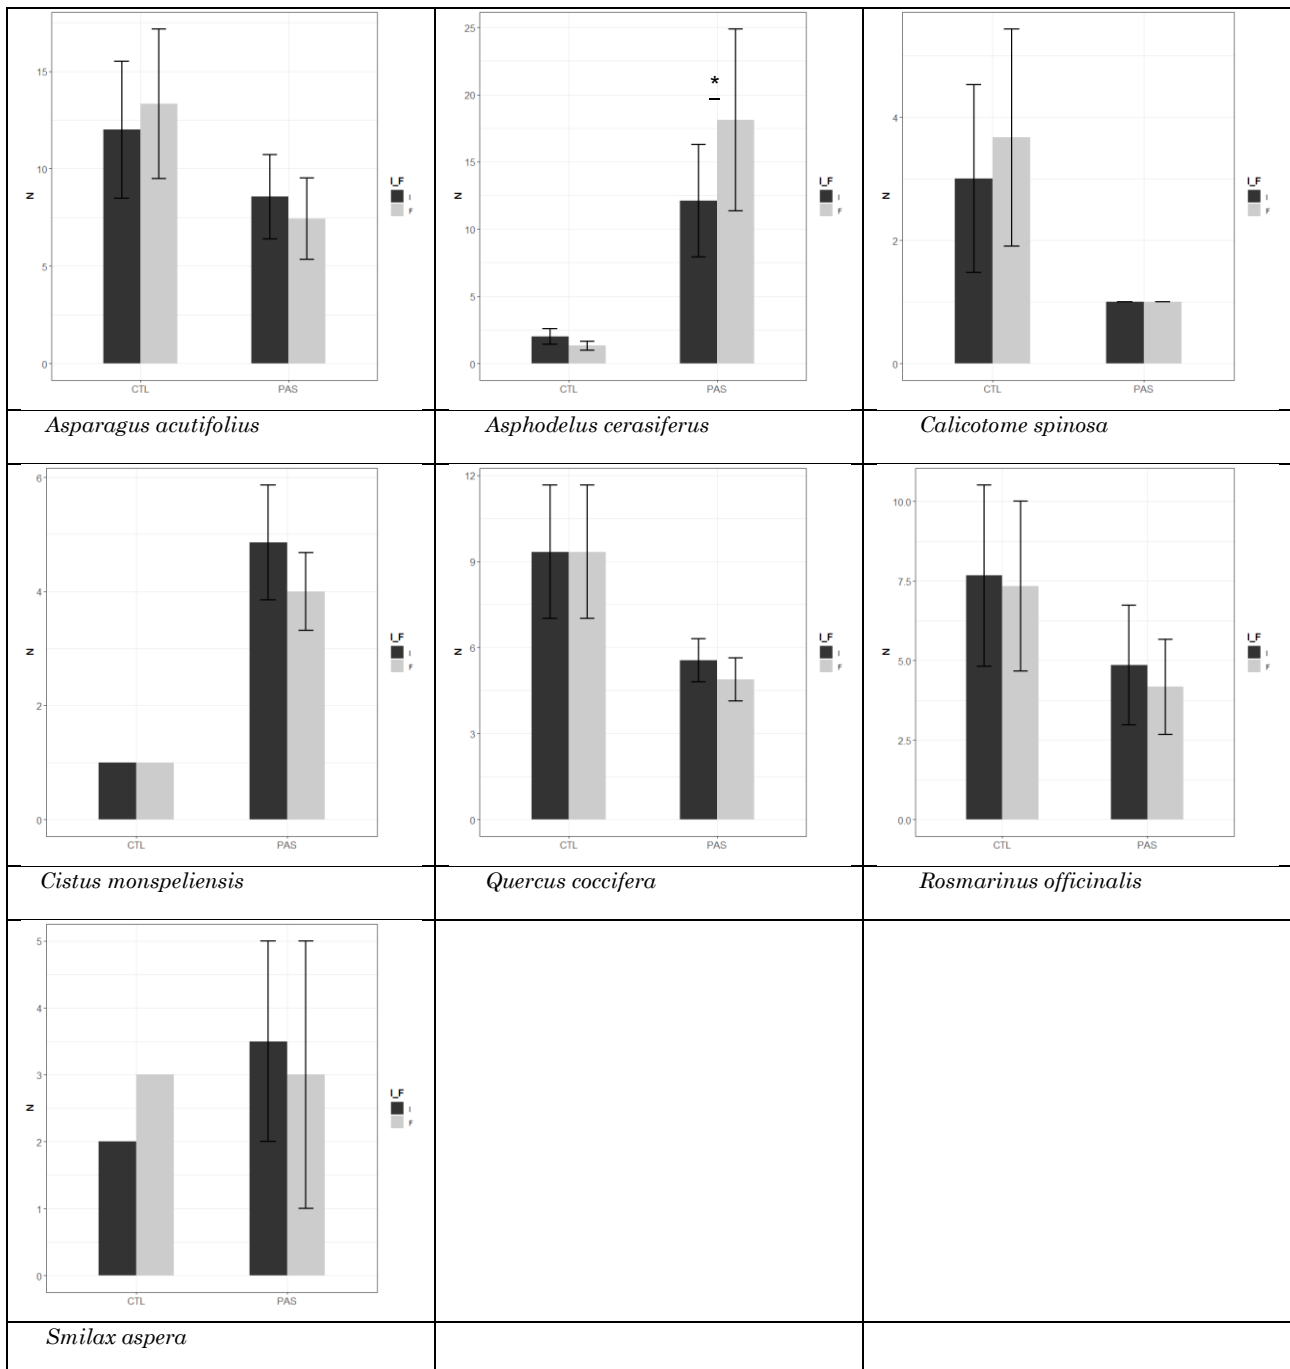 15
10
5
0
N
CTL
PAS
I_F
I
F
Asparagus acutifolius
25
20
15
10
5
0
N
*
CTL
PAS
I_F
I
F
Asphodelus cerasiferus
4
2
0
N
CTL
PAS
I_F
I
F
Calicotome spinosa
6
4
2
0
N
CTL
PAS
I_F
I
F
Cistus monspeliensis
12
9
6
3
0
N
CTL
PAS
I_F
I
F
Quercus coccifera
10.0
7.5
5.0
2.5
0.0
N
CTL
PAS
I_F
I
F
Rosmarinus officinalis
5
4
3
2
1
0
N
CTL
PAS
I_F
I
F
Smilax aspera